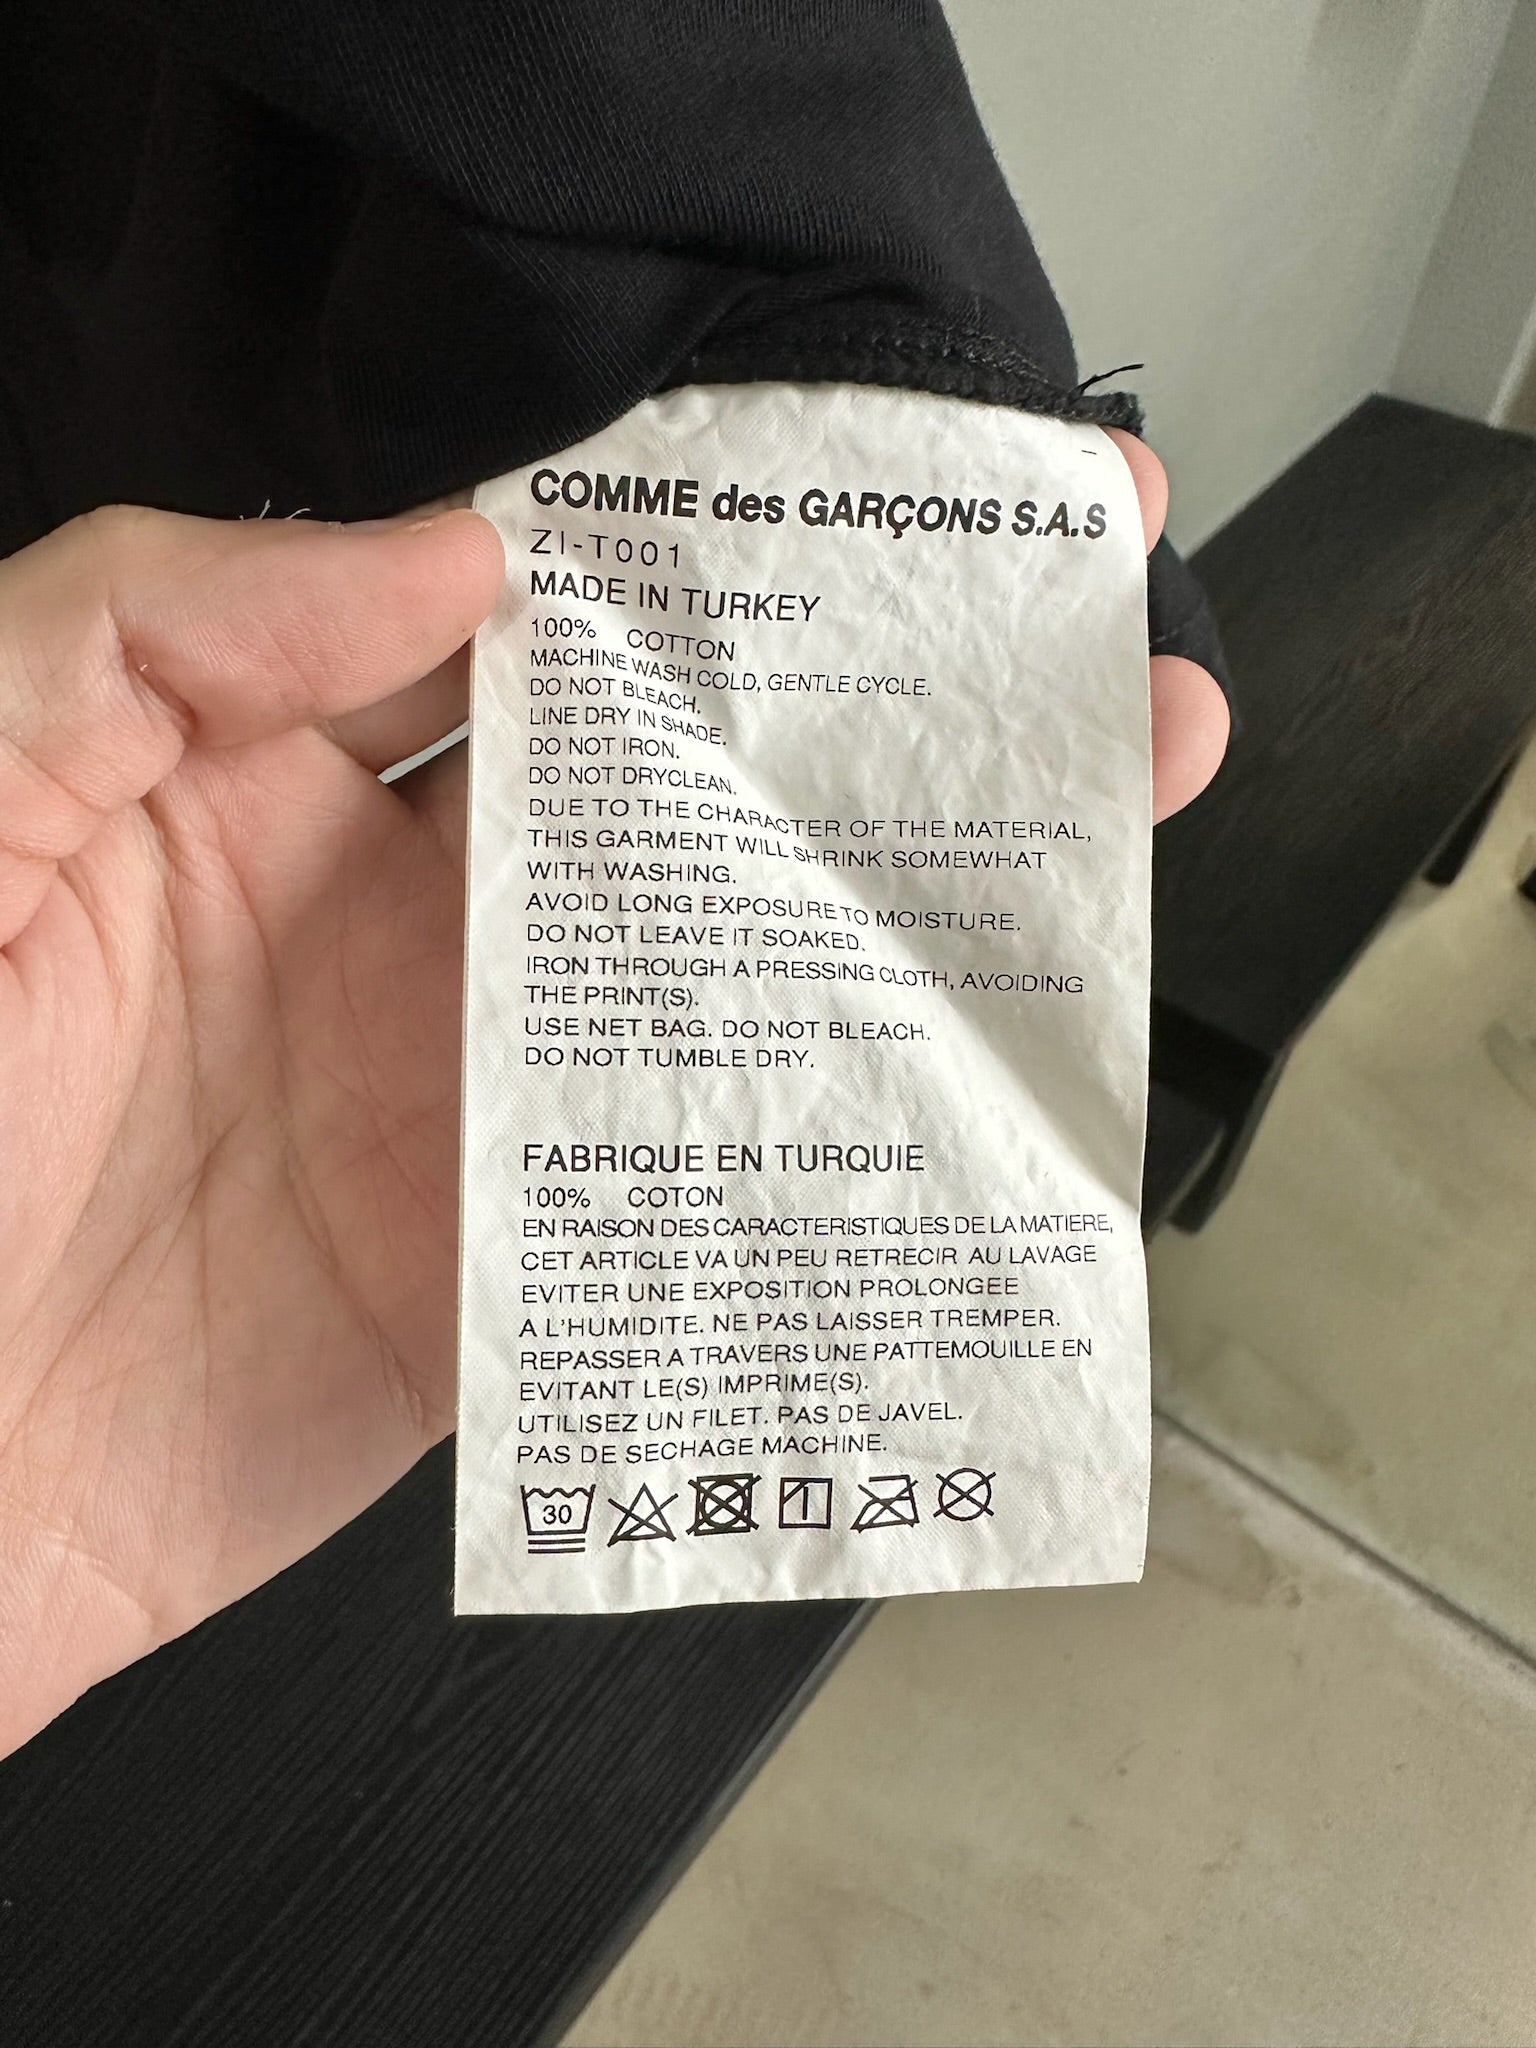 COMME des GARÇONS S.A.S
ZI-T001
MADE IN TURKEY
100% COTTON
MACHINE WASH COLD, GENTLE CYCLE.
DO NOT BLEACH.
LINE DRY IN SHADE.
DO NOT IRON.
DO NOT DRYCLEAN.
DUE TO THE CHARACTER OF THE MATERIAL,
THIS GARMENT WILL SHRINK SOMEWHAT
WITH WASHING.
AVOID LONG EXPOSURE TO MOISTURE.
DO NOT LEAVE IT SOAKED.
IRON THROUGH A PRESSING CLOTH, AVOIDING
THE PRINT(S).
USE NET BAG. DO NOT BLEACH.
DO NOT TUMBLE DRY.
FABRIQUE EN TURQUIE
100% COTON
EN RAISON DES CARACTERISTIQUES DE LA MATIERE,
CET ARTICLE VA UN PEU RETRECIR AU LAVAGE
EVITER UNE EXPOSITION PROLONGEE
A L'HUMIDITE. NE PAS LAISSER TREMPER.
REPASSER A TRAVERS UNE PATTEMOUILLE EN
EVITANT LE(S) IMPRIME(S).
UTILISEZ UN FILET. PAS DE JAVEL.
PAS DE SECHAGE MACHINE.
30